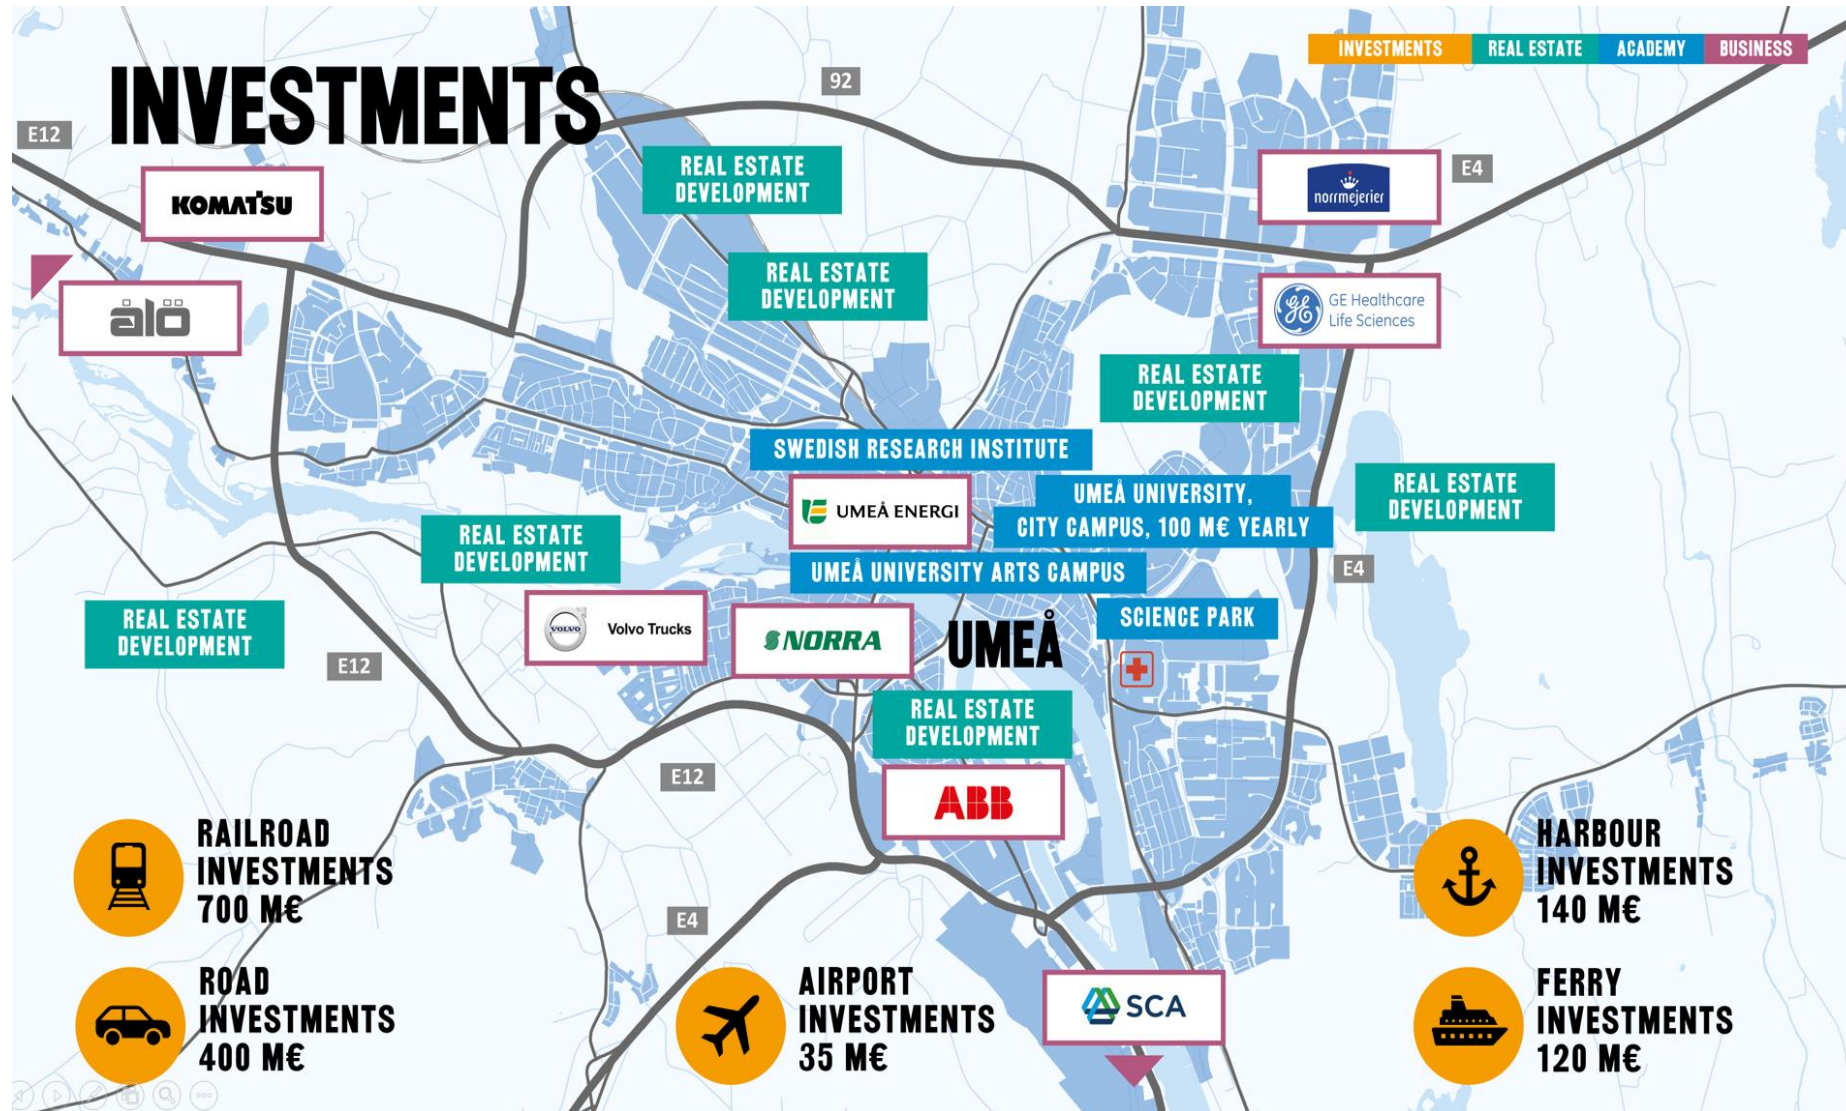 INVESTMENTS
INVESTMENTS REAL ESTATE ACADEMY BUSINESS
92
E12
KOMATSU
älö
REAL ESTATE
DEVELOPMENT
REAL ESTATE
DEVELOPMENT
norrmejerier
E4
GE Healthcare
Life Sciences
REAL ESTATE
DEVELOPMENT
SWEDISH RESEARCH INSTITUTE
UMEÅ ENERGI
UMEÅ UNIVERSITY,
CITY CAMPUS, 100 M€ YEARLY
REAL ESTATE
DEVELOPMENT
REAL ESTATE
DEVELOPMENT
UMEÅ UNIVERSITY ARTS CAMPUS
E4
REAL ESTATE
DEVELOPMENT
VOLVO
Volvo Trucks
NORRA
UMEÅ
SCIENCE PARK
E12
REAL ESTATE
DEVELOPMENT
E12
ABB
RAILROAD
INVESTMENTS
700 M€
HARBOUR
INVESTMENTS
140 M€
E4
ROAD
INVESTMENTS
400 M€
AIRPORT
INVESTMENTS
35 M€
SCA
FERRY
INVESTMENTS
120 M€